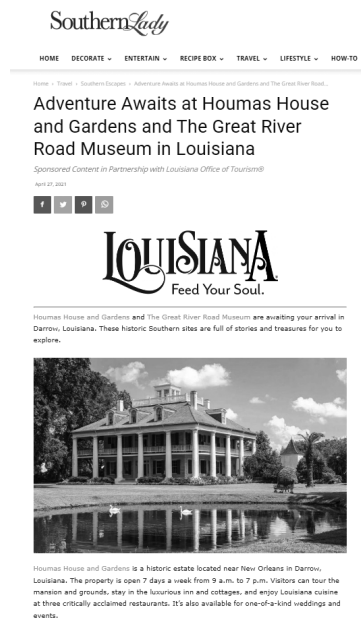 Southern Lady
HOME DECORATE ENTERTAIN RECIPE BOX TRAVEL LIFESTYLE HOW-TO
Home › Travel › Southern Escapes › Adventure Awaits at Houmas House and Gardens and The Great River Road...
Adventure Awaits at Houmas House
and Gardens and The Great River
Road Museum in Louisiana
Sponsored Content in Partnership with Louisiana Office of Tourism®
April 27, 2021
LOUISIANA
Feed Your Soul.
Houmas House and Gardens and The Great River Road Museum are awaiting your arrival in
Darrow, Louisiana. These historic Southern sites are full of stories and treasures for you to
explore.
Houmas House and Gardens is a historic estate located near New Orleans in Darrow,
Louisiana. The property is open 7 days a week from 9 a.m. to 7 p.m. Visitors can tour the
mansion and grounds, stay in the luxurious inn and cottages, and enjoy Louisiana cuisine
at three critically acclaimed restaurants. It's also available for one-of-kind weddings and
events.